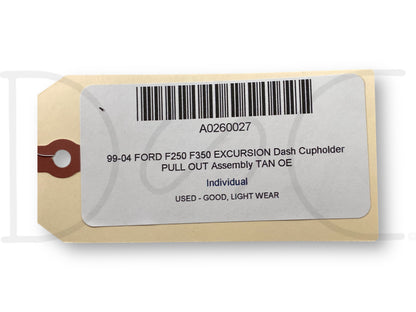 A0260027
99-04 FORD F250 F350 EXCURSION Dash Cupholder
PULL OUT Assembly TAN OE
Individual
USED - GOOD, LIGHT WEAR